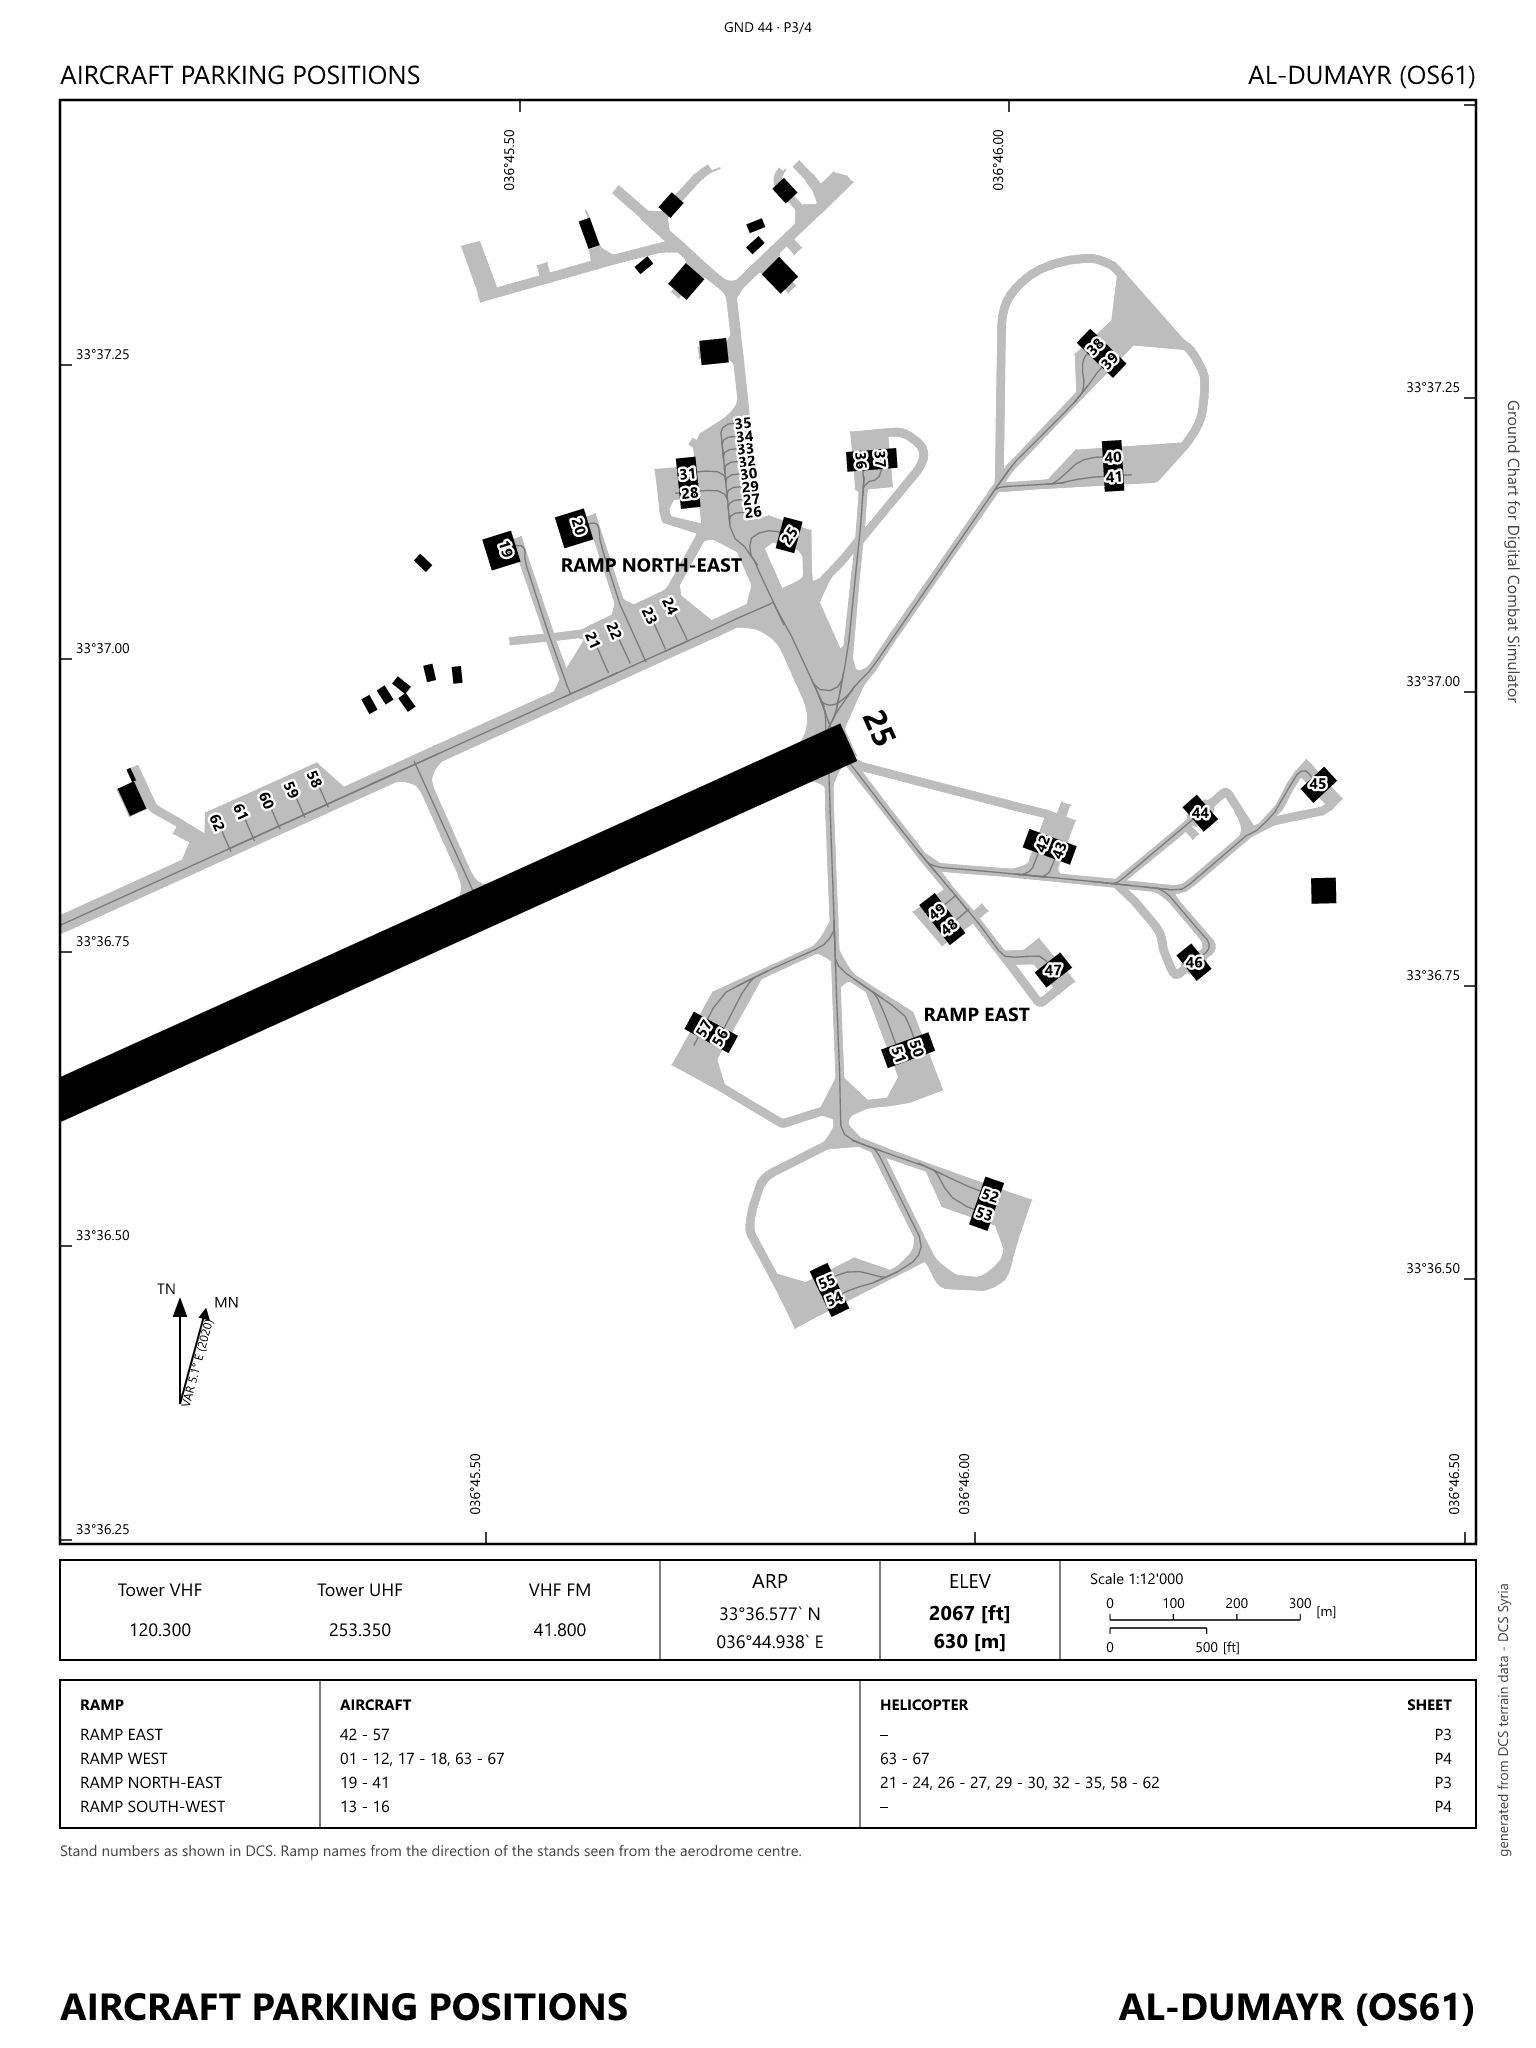 GND 44 · P3/4
AIRCRAFT PARKING POSITIONS
AL-DUMAYR (OS61)
036°45.50
036°46.00
33°37.25
33°37.25
38
39
35
34
33
32
30
29
27
26
31
28
36
37
40
41
25
20
19
RAMP NORTH-EAST
24
23
22
21
33°37.00
33°37.00
25
58
59
60
61
62
45
44
42
43
49
48
47
46
33°36.75
33°36.75
RAMP EAST
57
56
50
51
52
53
55
54
33°36.50
33°36.50
TN
MN
VAR 5.1° E (2020)
036°45.50
036°46.00
036°46.50
33°36.25
Ground Chart for Digital Combat Simulator
Tower VHF
120.300
Tower UHF
253.350
VHF FM
41.800
ARP
33°36.577` N
036°44.938` E
ELEV
2067 [ft]
630 [m]
Scale 1:12'000
0 100 200 300 [m]
0 500 [ft]
RAMP AIRCRAFT HELICOPTER SHEET
RAMP EAST 42 - 57 – P3
RAMP WEST 01 - 12, 17 - 18, 63 - 67 63 - 67 P4
RAMP NORTH-EAST 19 - 41 21 - 24, 26 - 27, 29 - 30, 32 - 35, 58 - 62 P3
RAMP SOUTH-WEST 13 - 16 – P4
Stand numbers as shown in DCS. Ramp names from the direction of the stands seen from the aerodrome centre.
generated from DCS terrain data - DCS Syria
AIRCRAFT PARKING POSITIONS
AL-DUMAYR (OS61)